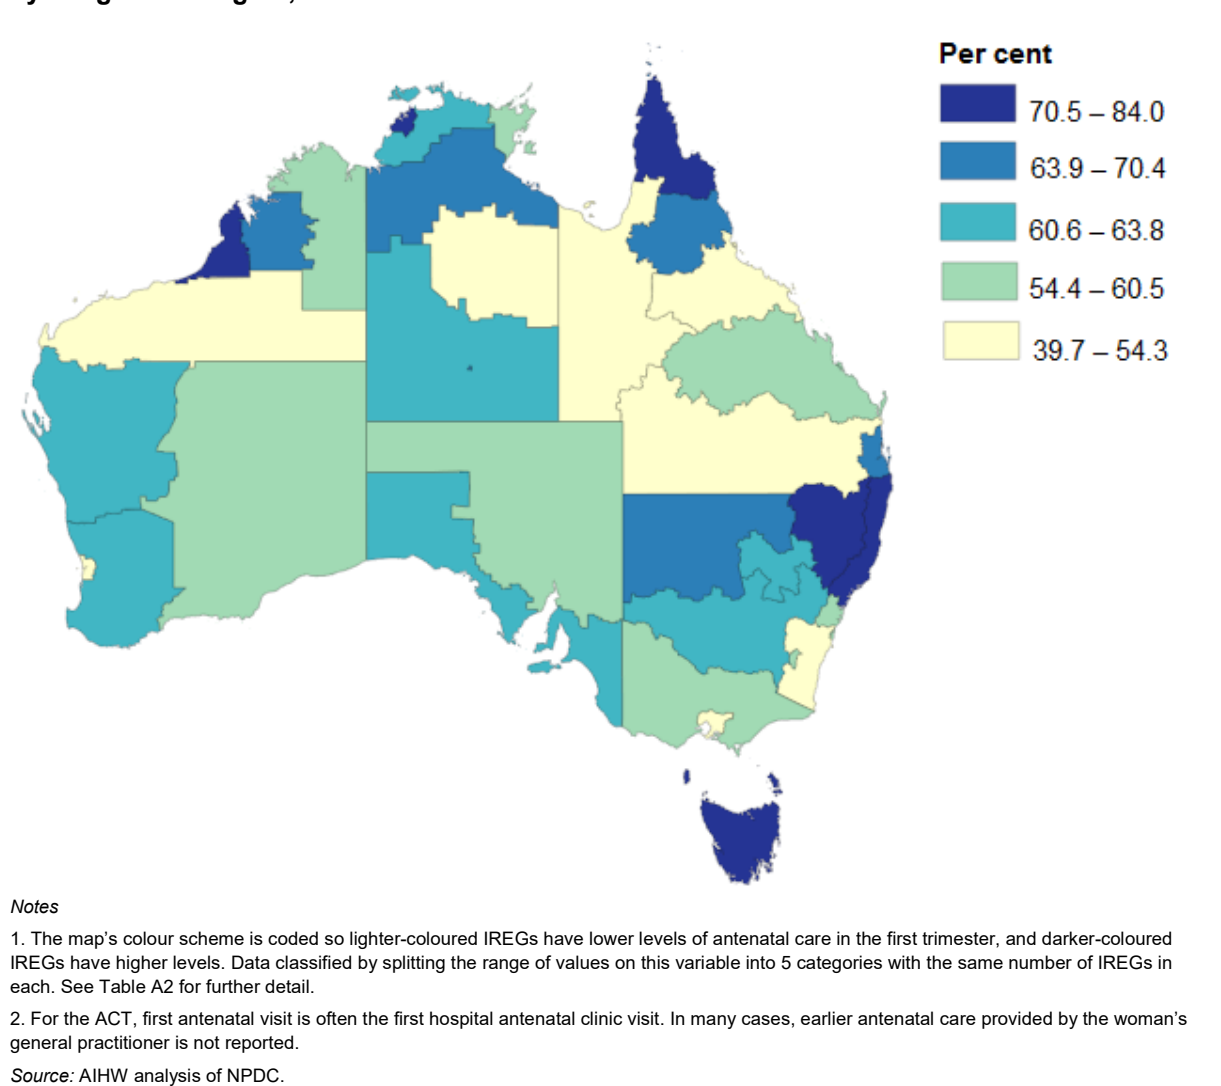 Per cent
70.5 – 84.0
63.9 – 70.4
60.6 – 63.8
54.4 – 60.5
39.7 – 54.3
Notes
1. The map’s colour scheme is coded so lighter-coloured IREGs have lower levels of antenatal care in the first trimester, and darker-coloured
IREGs have higher levels. Data classified by splitting the range of values on this variable into 5 categories with the same number of IREGs in
each. See Table A2 for further detail.
2. For the ACT, first antenatal visit is often the first hospital antenatal clinic visit. In many cases, earlier antenatal care provided by the woman’s
general practitioner is not reported.
Source: AIHW analysis of NPDC.